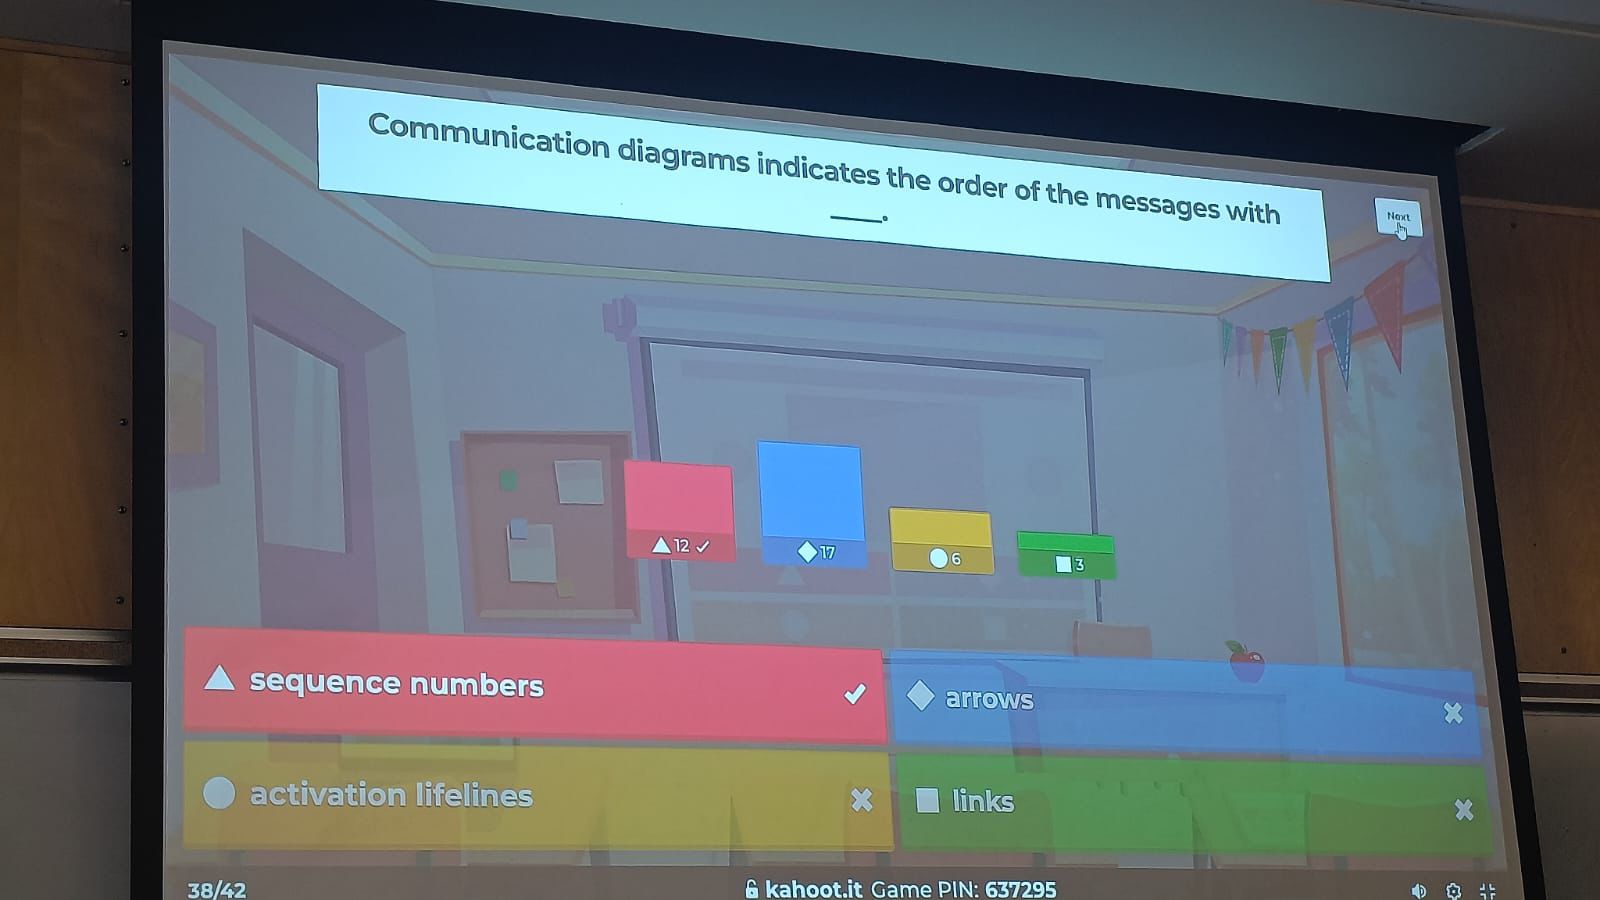 Communication diagrams indicates the order of the messages with
____.
Next
12
17
6
3
sequence numbers
arrows
activation lifelines
links
38/42
kahoot.it Game PIN: 637295